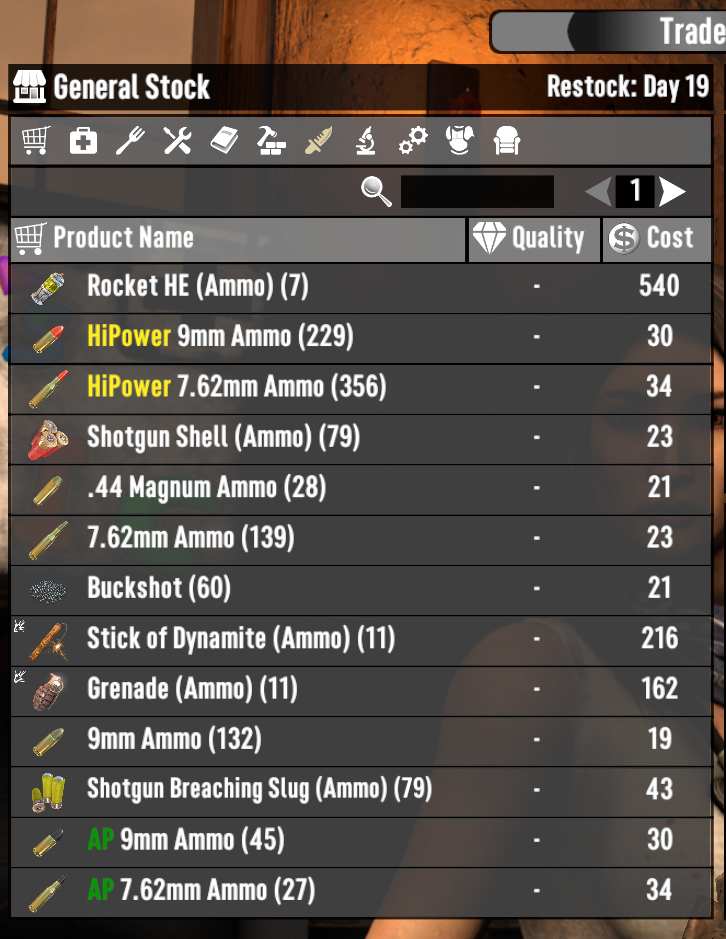 Trade
General Stock Restock: Day 19
1
Product Name Quality Cost
Rocket HE (Ammo) (7) - 540
HiPower 9mm Ammo (229) - 30
HiPower 7.62mm Ammo (356) - 34
Shotgun Shell (Ammo) (79) - 23
.44 Magnum Ammo (28) - 21
7.62mm Ammo (139) - 23
Buckshot (60) - 21
Stick of Dynamite (Ammo) (11) - 216
Grenade (Ammo) (11) - 162
9mm Ammo (132) - 19
Shotgun Breaching Slug (Ammo) (79) - 43
AP 9mm Ammo (45) - 30
AP 7.62mm Ammo (27) - 34